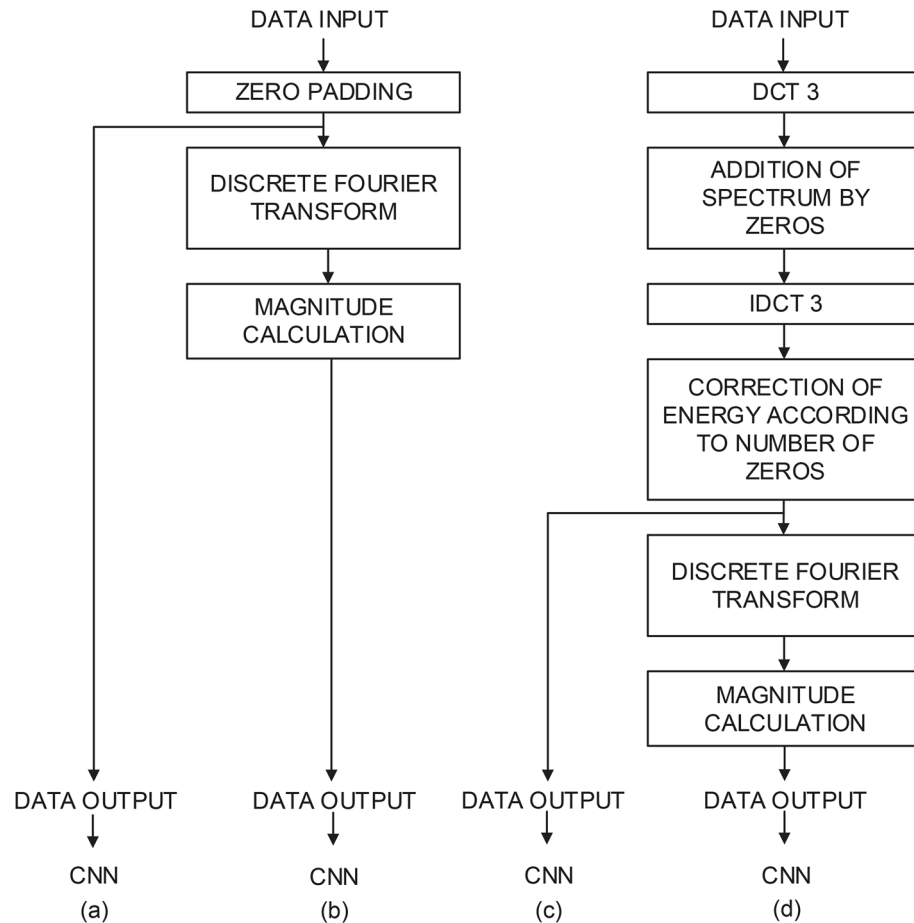 DATA INPUT
ZERO PADDING
DISCRETE FOURIER
TRANSFORM
MAGNITUDE
CALCULATION
DATA INPUT
DCT 3
ADDITION OF
SPECTRUM BY
ZEROS
IDCT 3
CORRECTION OF
ENERGY ACCORDING
TO NUMBER OF
ZEROS
DISCRETE FOURIER
TRANSFORM
MAGNITUDE
CALCULATION
DATA OUTPUT
DATA OUTPUT
DATA OUTPUT
DATA OUTPUT
CNN
CNN
CNN
CNN
(a)
(b)
(c)
(d)